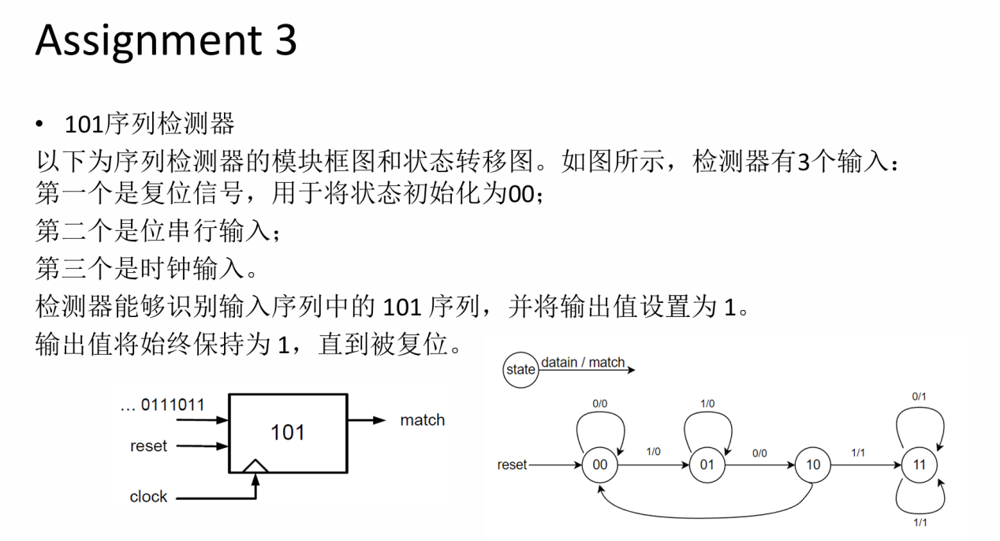 Assignment 3
• 101序列检测器
以下为序列检测器的模块框图和状态转移图。如图所示，检测器有3个输入：
第一个是复位信号，用于将状态初始化为00；
第二个是位串行输入；
第三个是时钟输入。
检测器能够识别输入序列中的 101 序列，并将输出值设置为 1。
输出值将始终保持为 1，直到被复位。
state
datain / match
... 0111011
101
match
reset
clock
0/0
1/0
0/1
reset
00
1/0
01
0/0
10
1/1
11
1/1